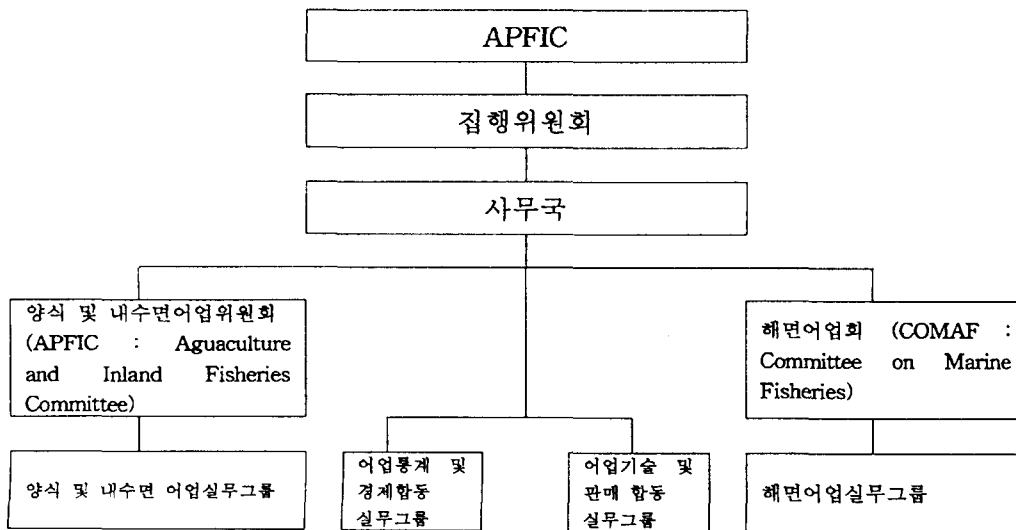 APFIC
집행위원회
사무국
양식 및 내수면어업위원회
(APFIC : Aguaculture
and Inland Fisheries
Committee)
해면어업회 (COMAF :
Committee on Marine
Fisheries)
양식 및 내수면 어업실무그룹
어업통계 및
경제합동
실무그룹
어업기술 및
판매 합동
실무그룹
해면어업실무그룹